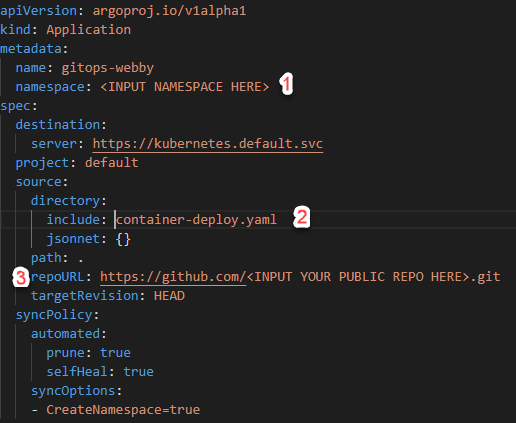 apiVersion: argoproj.io/v1alpha1
kind: Application
metadata:
  name: gitops-webby
  namespace: <INPUT NAMESPACE HERE> 1
spec:
  destination:
    server: https://kubernetes.default.svc
  project: default
  source:
    directory:
      include: container-deploy.yaml 2
      jsonnet: {}
    path: .
3 repoURL: https://github.com/<INPUT YOUR PUBLIC REPO HERE>.git
    targetRevision: HEAD
  syncPolicy:
    automated:
      prune: true
      selfHeal: true
    syncOptions:
    - CreateNamespace=true